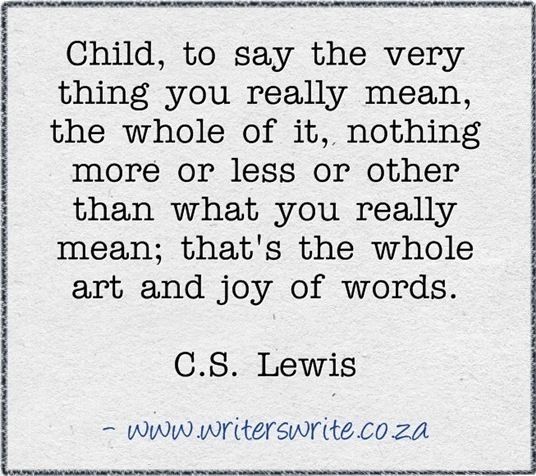 Child, to say the very
thing you really mean,
the whole of it, nothing
more or less or other
than what you really
mean; that's the whole
art and joy of words.
C.S. Lewis
- www.writerswrite.co.za